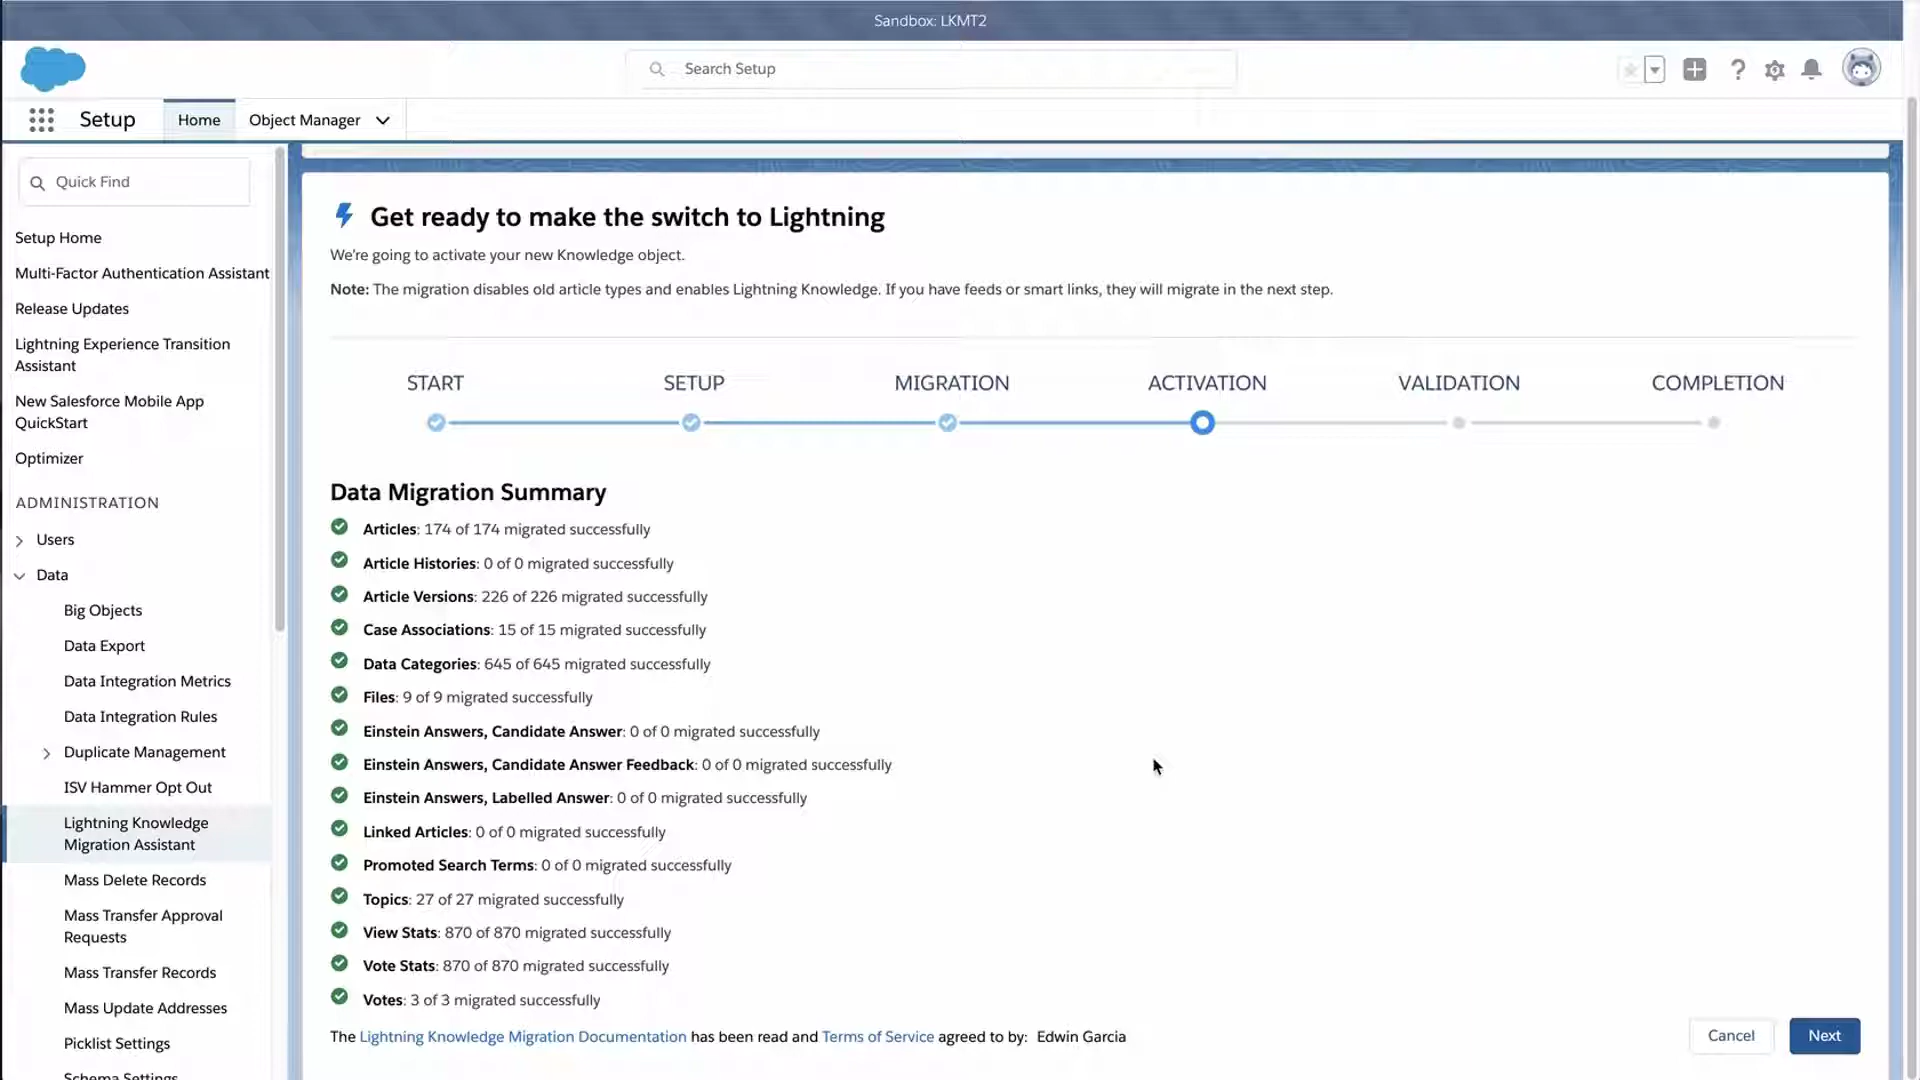 Sandbox: LKMT2
Search Setup
Setup
Home
Object Manager
Quick Find
Setup Home
Multi-Factor Authentication Assistant
Release Updates
Lightning Experience Transition
Assistant
New Salesforce Mobile App
QuickStart
Optimizer
ADMINISTRATION
Users
Data
Big Objects
Data Export
Data Integration Metrics
Data Integration Rules
Duplicate Management
ISV Hammer Opt Out
Lightning Knowledge
Migration Assistant
Mass Delete Records
Mass Transfer Approval
Requests
Mass Transfer Records
Mass Update Addresses
Picklist Settings
Schema Settings
Get ready to make the switch to Lightning
We're going to activate your new Knowledge object.
Note: The migration disables old article types and enables Lightning Knowledge. If you have feeds or smart links, they will migrate in the next step.
START SETUP MIGRATION ACTIVATION VALIDATION COMPLETION
Data Migration Summary
Articles: 174 of 174 migrated successfully
Article Histories: 0 of 0 migrated successfully
Article Versions: 226 of 226 migrated successfully
Case Associations: 15 of 15 migrated successfully
Data Categories: 645 of 645 migrated successfully
Files: 9 of 9 migrated successfully
Einstein Answers, Candidate Answer: 0 of 0 migrated successfully
Einstein Answers, Candidate Answer Feedback: 0 of 0 migrated successfully
Einstein Answers, Labelled Answer: 0 of 0 migrated successfully
Linked Articles: 0 of 0 migrated successfully
Promoted Search Terms: 0 of 0 migrated successfully
Topics: 27 of 27 migrated successfully
View Stats: 870 of 870 migrated successfully
Vote Stats: 870 of 870 migrated successfully
Votes: 3 of 3 migrated successfully
The Lightning Knowledge Migration Documentation has been read and Terms of Service agreed to by: Edwin Garcia
Cancel
Next